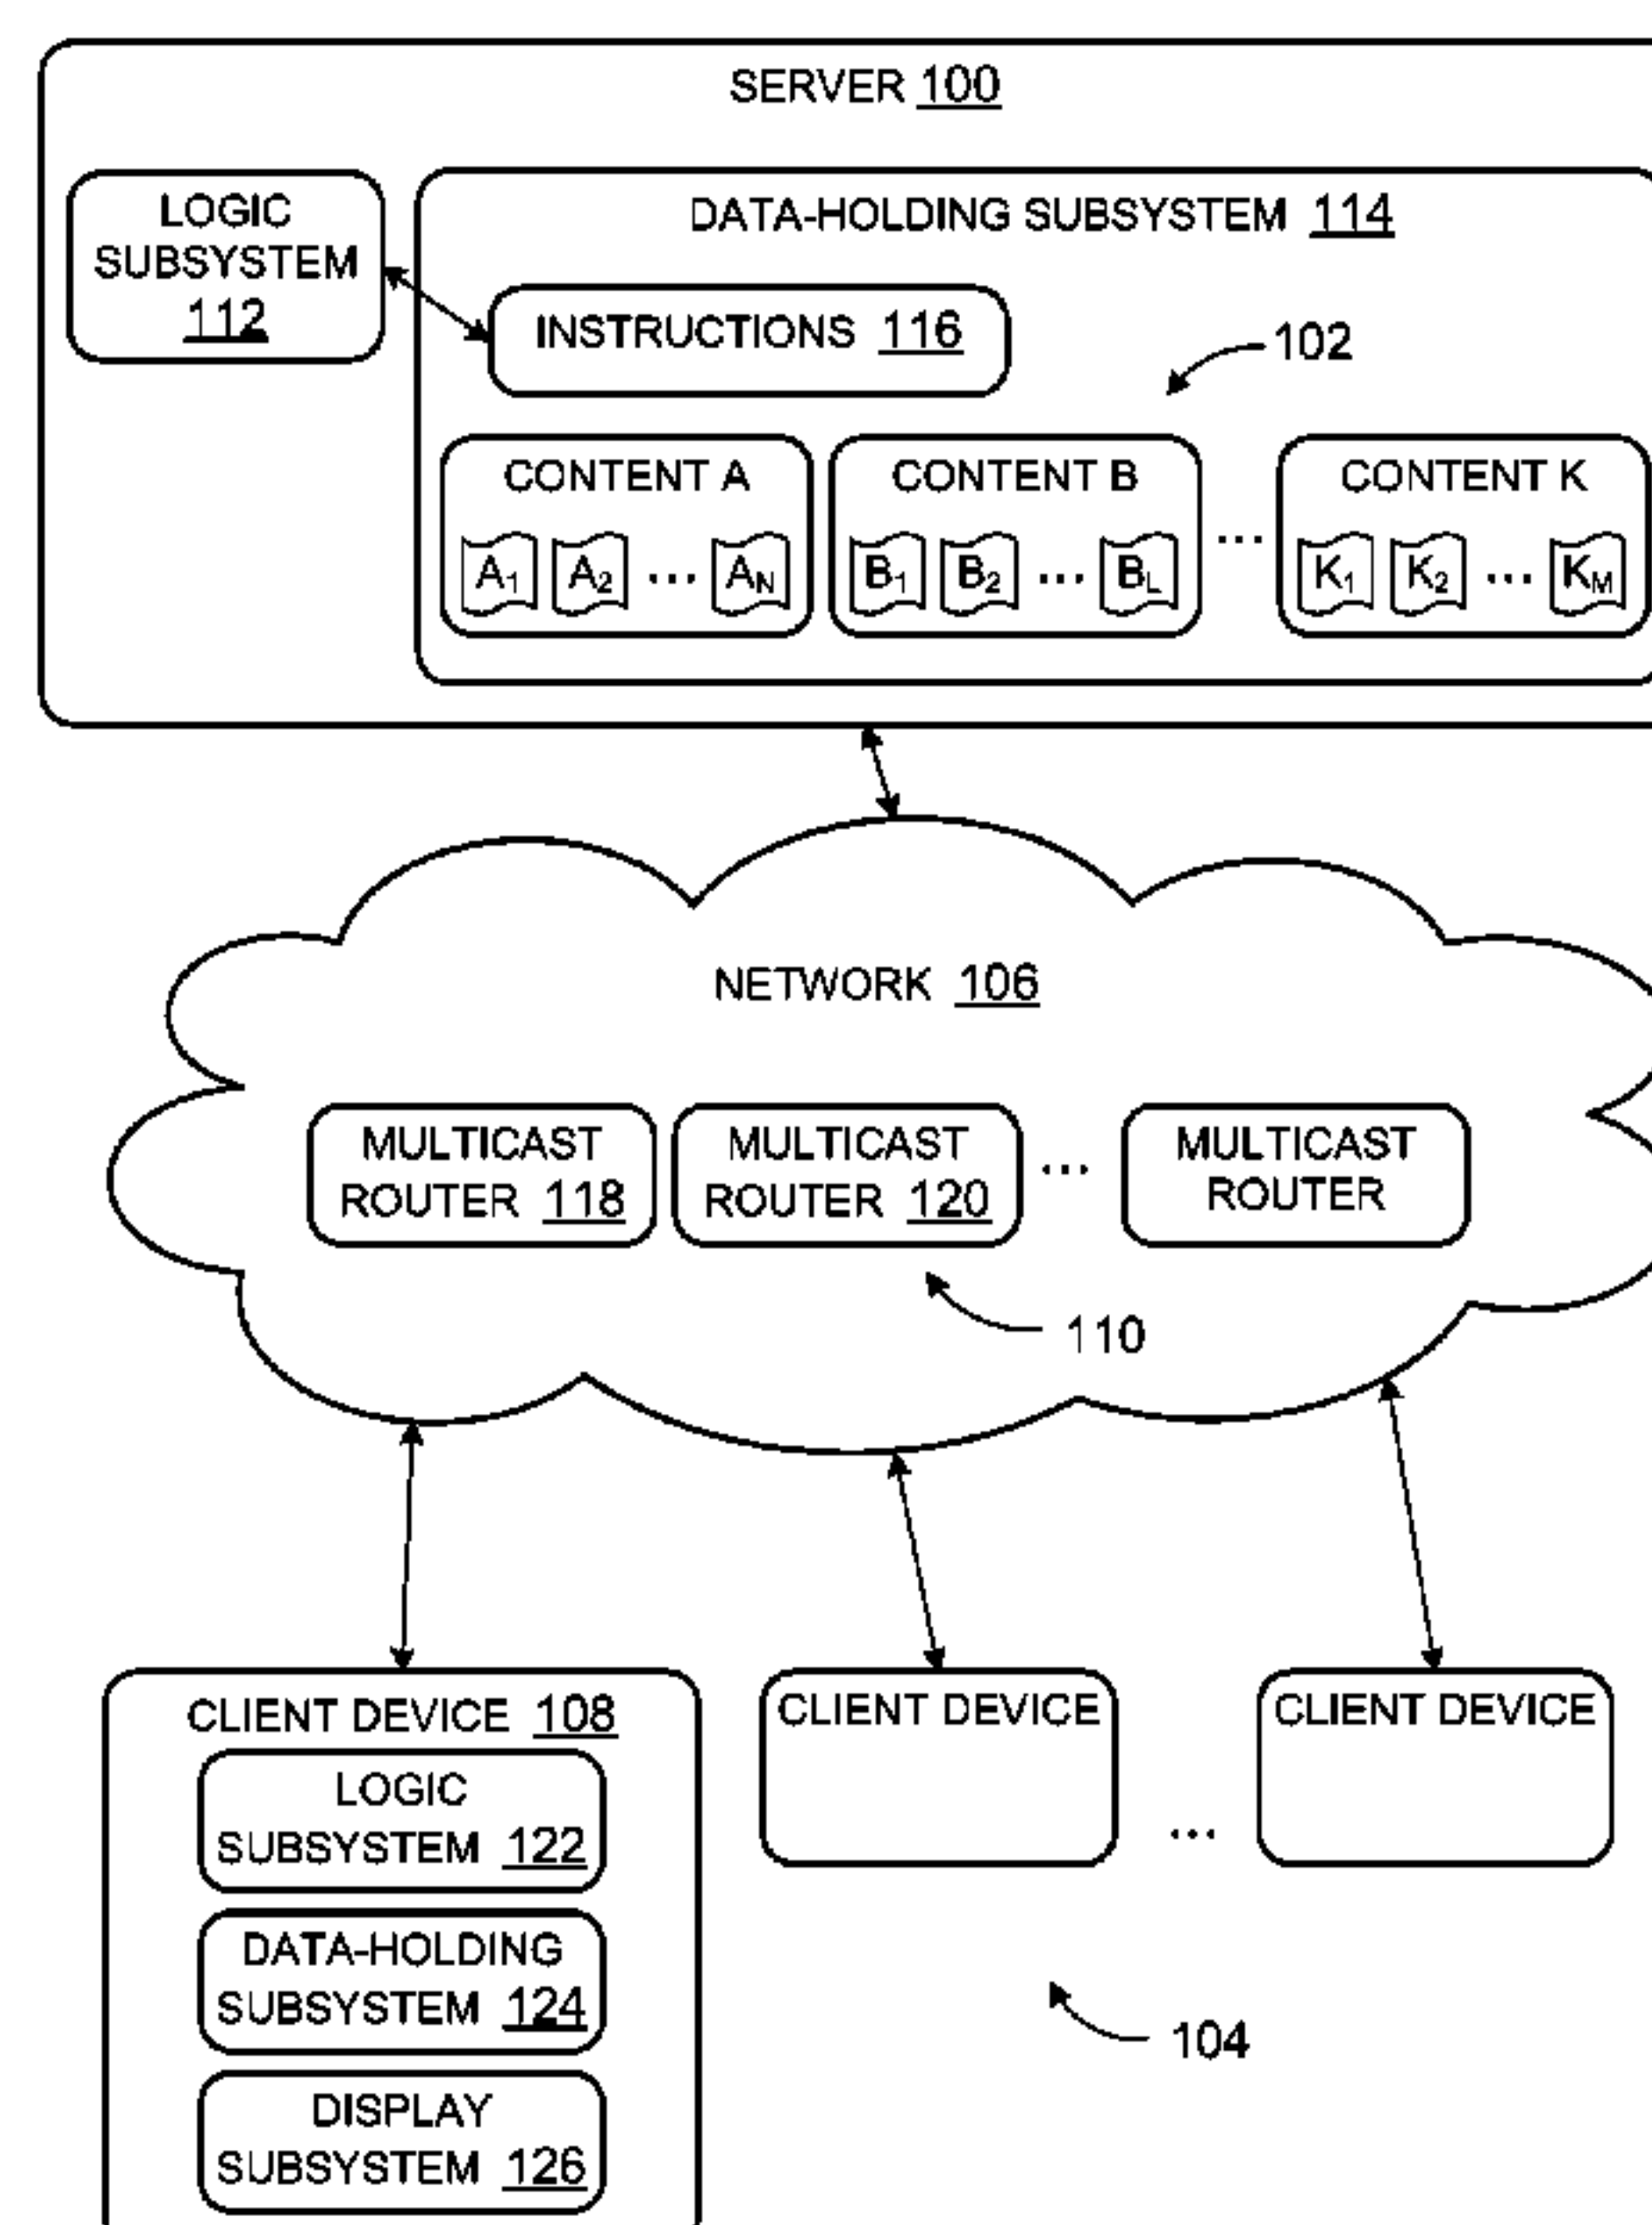 SERVER 100
LOGIC
SUBSYSTEM
112
DATA-HOLDING SUBSYSTEM 114
INSTRUCTIONS 116
102
CONTENT A
A1 A2 ... AN
CONTENT B
B1 B2 ... BL
...
CONTENT K
K1 K2 ... KM
NETWORK 106
MULTICAST
ROUTER 118
MULTICAST
ROUTER 120
...
MULTICAST
ROUTER
110
CLIENT DEVICE 108
LOGIC
SUBSYSTEM 122
DATA-HOLDING
SUBSYSTEM 124
DISPLAY
SUBSYSTEM 126
CLIENT DEVICE
...
CLIENT DEVICE
104